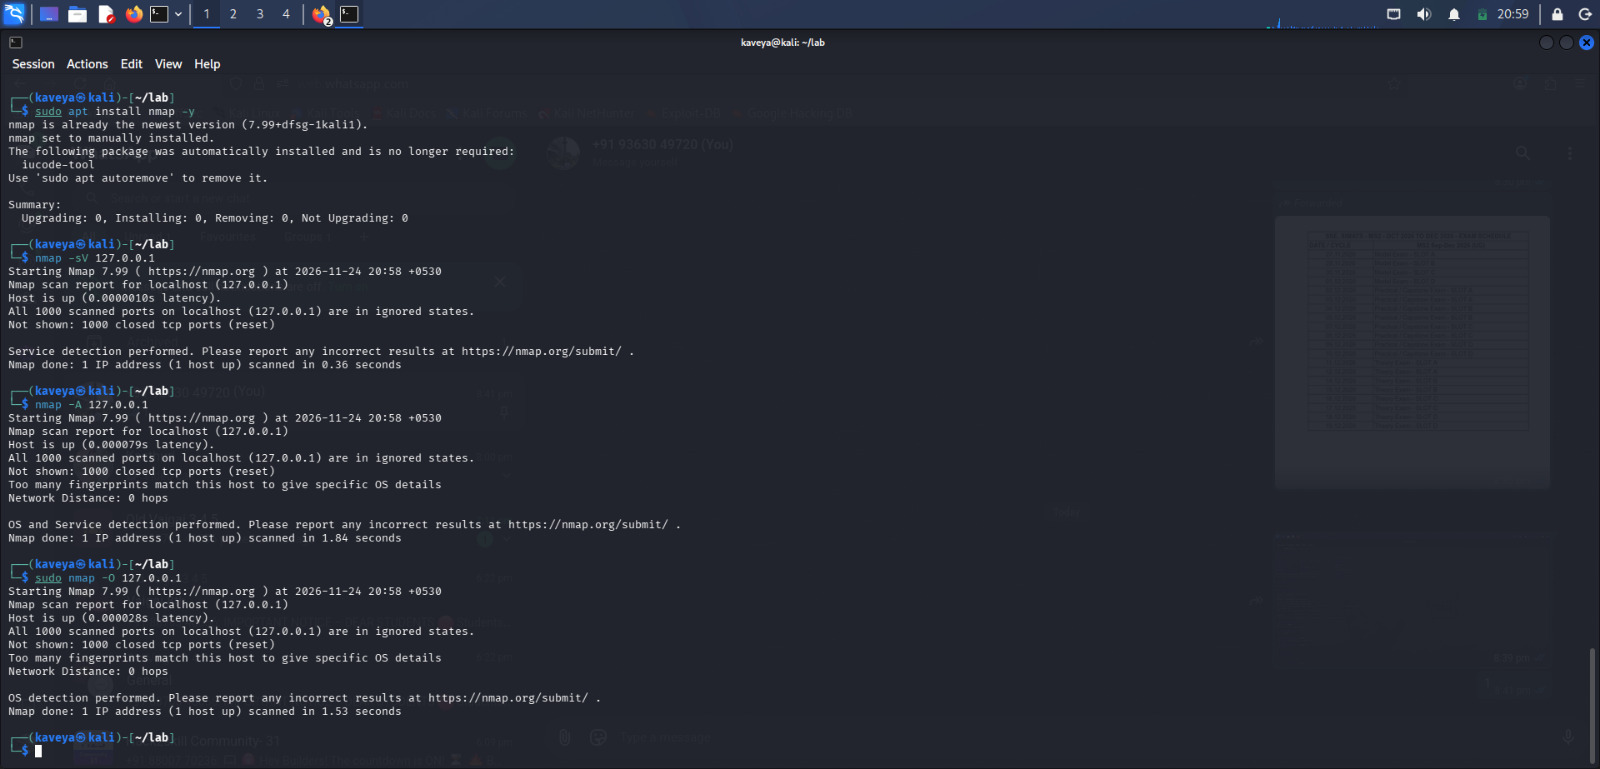 1 2 3 4
2
20:59
kaveya@kali: ~/lab
Session Actions Edit View Help
┌──(kaveya㉿kali)-[~/lab]
└─$ sudo apt install nmap -y
nmap is already the newest version (7.99+dfsg-1kali1).
nmap set to manually installed.
The following package was automatically installed and is no longer required:
  iucode-tool
Use 'sudo apt autoremove' to remove it.
Summary:
  Upgrading: 0, Installing: 0, Removing: 0, Not Upgrading: 0
┌──(kaveya㉿kali)-[~/lab]
└─$ nmap -sV 127.0.0.1
Starting Nmap 7.99 ( https://nmap.org ) at 2026-11-24 20:58 +0530
Nmap scan report for localhost (127.0.0.1)
Host is up (0.0000010s latency).
All 1000 scanned ports on localhost (127.0.0.1) are in ignored states.
Not shown: 1000 closed tcp ports (reset)
Service detection performed. Please report any incorrect results at https://nmap.org/submit/ .
Nmap done: 1 IP address (1 host up) scanned in 0.36 seconds
┌──(kaveya㉿kali)-[~/lab]
└─$ nmap -A 127.0.0.1
Starting Nmap 7.99 ( https://nmap.org ) at 2026-11-24 20:58 +0530
Nmap scan report for localhost (127.0.0.1)
Host is up (0.000079s latency).
All 1000 scanned ports on localhost (127.0.0.1) are in ignored states.
Not shown: 1000 closed tcp ports (reset)
Too many fingerprints match this host to give specific OS details
Network Distance: 0 hops
OS and Service detection performed. Please report any incorrect results at https://nmap.org/submit/ .
Nmap done: 1 IP address (1 host up) scanned in 1.84 seconds
┌──(kaveya㉿kali)-[~/lab]
└─$ sudo nmap -O 127.0.0.1
Starting Nmap 7.99 ( https://nmap.org ) at 2026-11-24 20:58 +0530
Nmap scan report for localhost (127.0.0.1)
Host is up (0.000028s latency).
All 1000 scanned ports on localhost (127.0.0.1) are in ignored states.
Not shown: 1000 closed tcp ports (reset)
Too many fingerprints match this host to give specific OS details
Network Distance: 0 hops
OS detection performed. Please report any incorrect results at https://nmap.org/submit/ .
Nmap done: 1 IP address (1 host up) scanned in 1.53 seconds
┌──(kaveya㉿kali)-[~/lab]
└─$